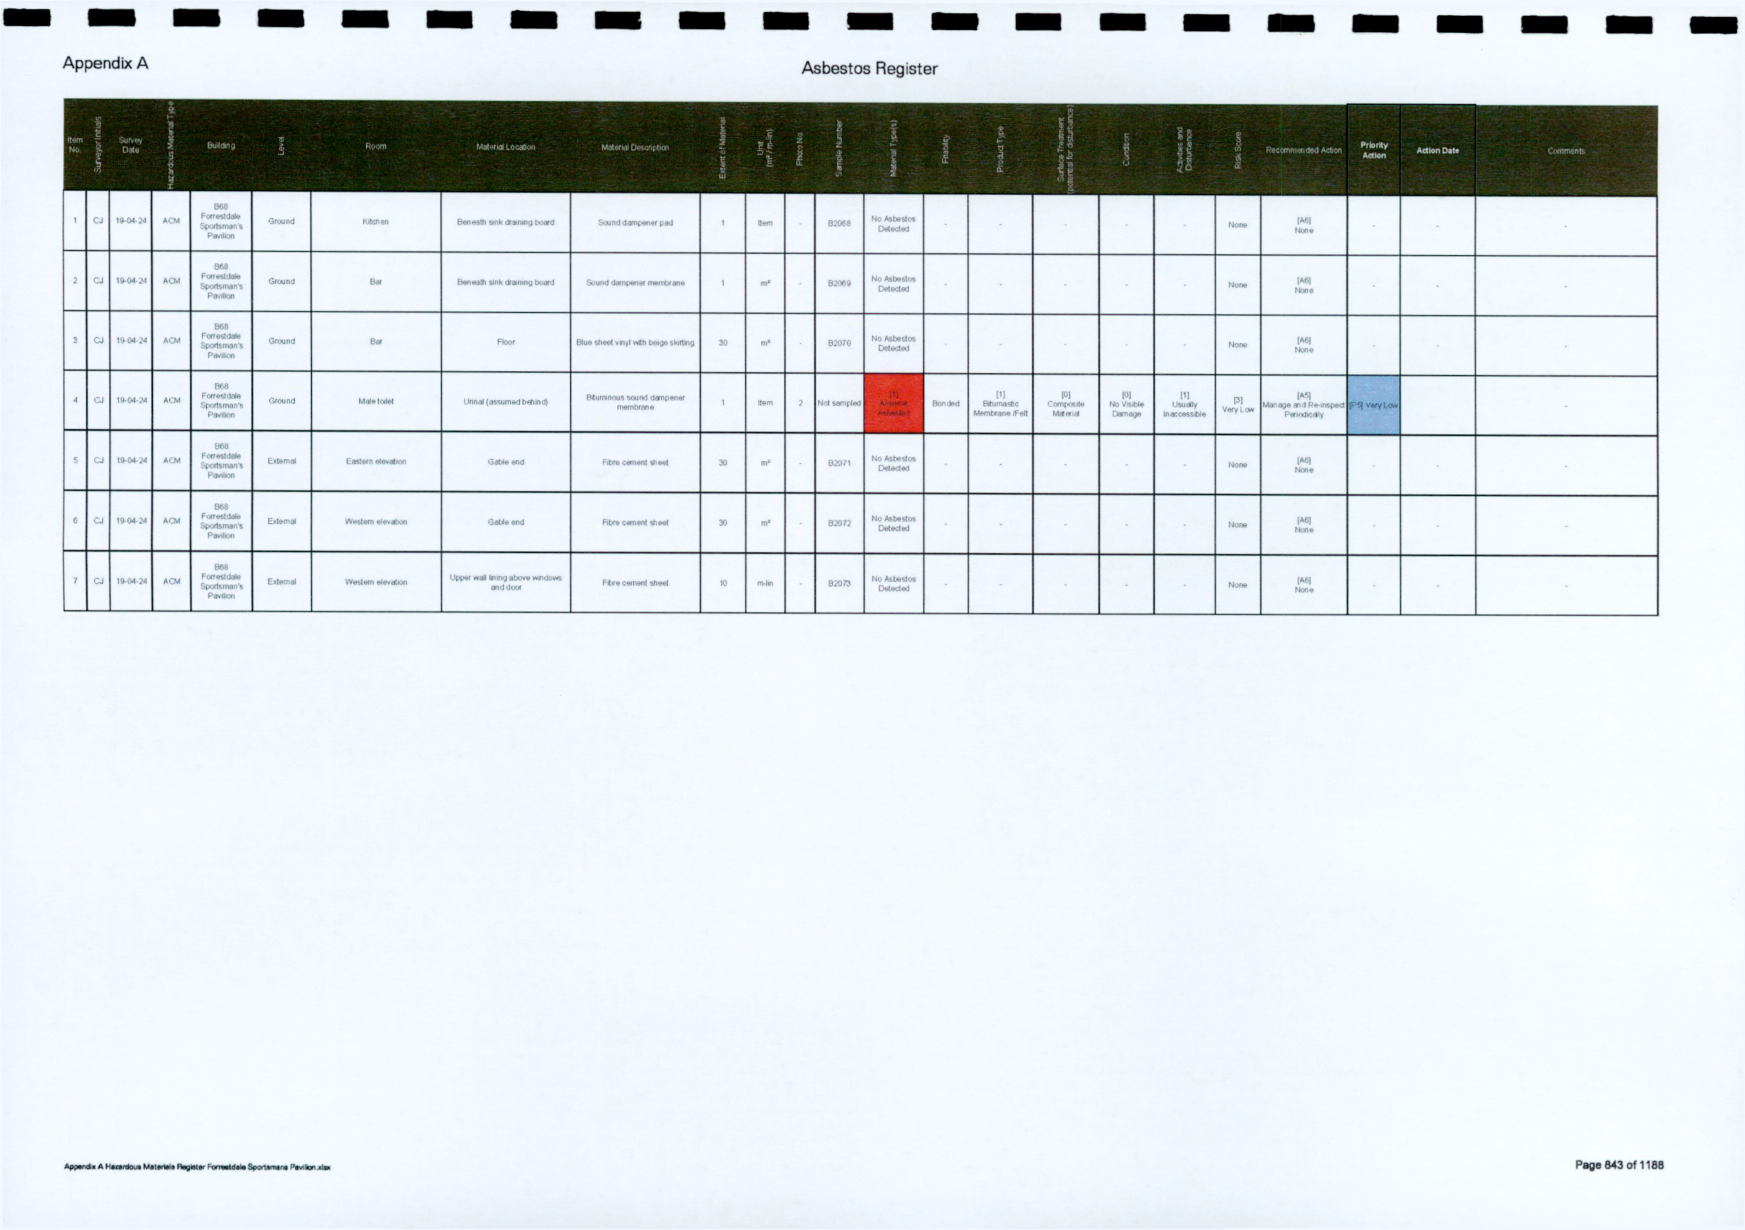 Appendix A
Asbestos Register
Item No. Surveyor Initials Survey Date Hazardous Material Type Building Level Room Material Location Material Description Extent of Material Unit (m² / m-lin) Photo No. Sample Number Material Type(s) Friability Product Type Surface Treatment (potential for disturbance) Condition Activities and Disturbance Risk Score Recommended Action Priority Action Action Date Comments
1 CJ 19-04-24 ACM B68 Forrestdale Sportsman's Pavilion Ground Kitchen Beneath sink draining board Sound dampener pad 1 Item - B2068 No Asbestos Detected - - - - - None [A6] None - - -
2 CJ 19-04-24 ACM B68 Forrestdale Sportsman's Pavilion Ground Bar Beneath sink draining board Sound dampener membrane 1 m² - B2069 No Asbestos Detected - - - - - None [A6] None - - -
3 CJ 19-04-24 ACM B68 Forrestdale Sportsman's Pavilion Ground Bar Floor Blue sheet vinyl with beige skirting 30 m² - B2070 No Asbestos Detected - - - - - None [A6] None - - -
4 CJ 19-04-24 ACM B68 Forrestdale Sportsman's Pavilion Ground Male toilet Urinal (assumed behind) Bituminous sound dampener membrane 1 Item 2 Not sampled [1] asbestos Bonded [1] Bitumastic Membrane /Felt [0] Composite Material [0] No Visible Damage [1] Usually Inaccessible [3] Very Low [A5] Manage and Re-inspect Periodically [P5] Very Low -
5 CJ 19-04-24 ACM B68 Forrestdale Sportsman's Pavilion External Eastern elevation Gable end Fibre cement sheet 30 m² - B2071 No Asbestos Detected - - - - - None [A6] None - - -
6 CJ 19-04-24 ACM B68 Forrestdale Sportsman's Pavilion External Western elevation Gable end Fibre cement sheet 30 m² - B2072 No Asbestos Detected - - - - - None [A6] None - - -
7 CJ 19-04-24 ACM B68 Forrestdale Sportsman's Pavilion External Western elevation Upper wall lining above windows and door Fibre cement sheet 10 m-lin - B2073 No Asbestos Detected - - - - - None [A6] None - - -
Appendix A Hazardous Materials Register Forrestdale Sportsmans Pavilion.xlsx
Page 843 of 1188